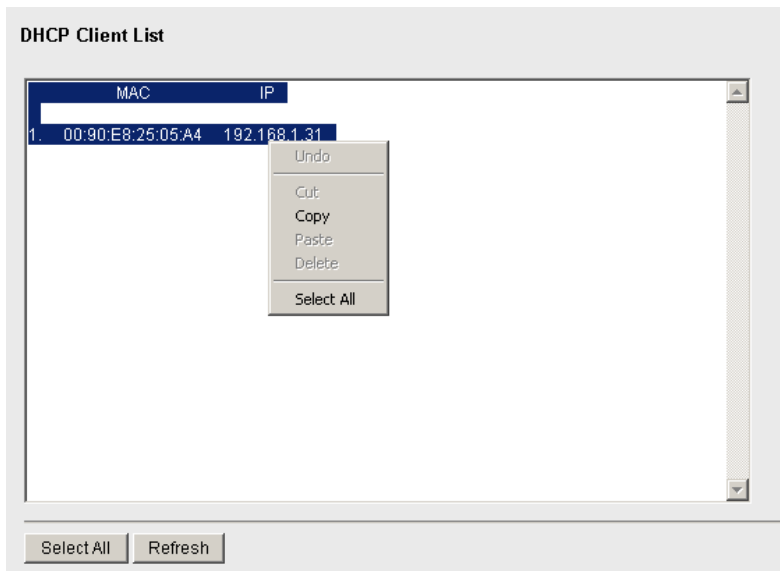 DHCP Client List
MAC IP
1. 00:90:E8:25:05:A4 192.168.1.31
Undo
Cut
Copy
Paste
Delete
Select All
Select All Refresh